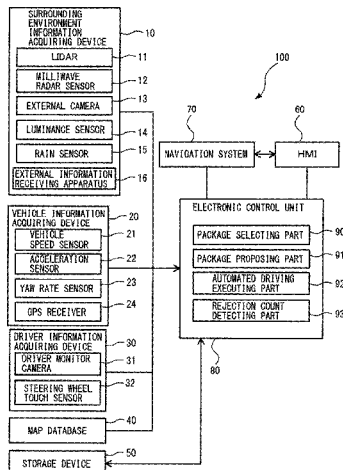 SURROUNDING
ENVIRONMENT
INFORMATION
ACQUIRING DEVICE
10
LIDAR
11
MILLIWAVE
RADAR SENSOR
12
EXTERNAL CAMERA
13
LUMINANCE SENSOR
14
RAIN SENSOR
15
EXTERNAL INFORMATION
RECEIVING APPARATUS
16
VEHICLE INFORMATION
ACQUIRING DEVICE
20
VEHICLE
SPEED SENSOR
21
ACCELERATION
SENSOR
22
YAW RATE SENSOR
23
GPS RECEIVER
24
DRIVER INFORMATION
ACQUIRING DEVICE
30
DRIVER MONITOR
CAMERA
31
STEERING WHEEL
TOUCH SENSOR
32
MAP DATABASE
40
STORAGE DEVICE
50
100
70
NAVIGATION SYSTEM
60
HMI
ELECTRONIC CONTROL UNIT
PACKAGE SELECTING PART
90
PACKAGE PROPOSING PART
91
AUTOMATED DRIVING
EXECUTING PART
92
REJECTION COUNT
DETECTING PART
93
80